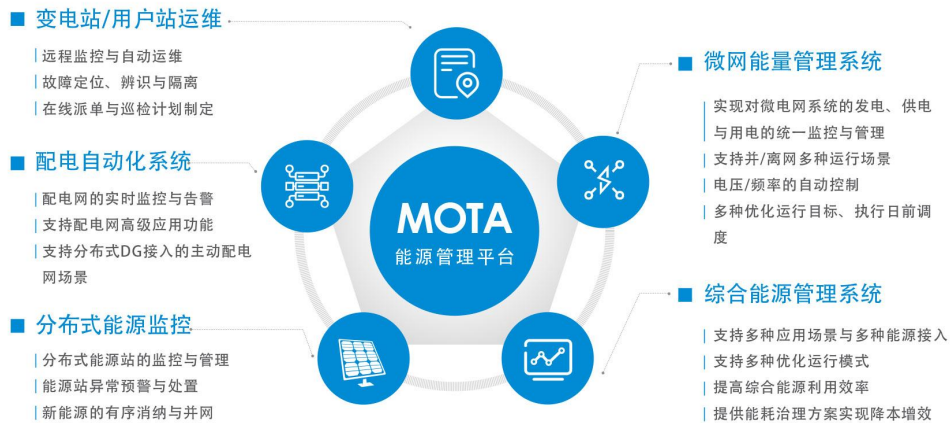 变电站/用户站运维
远程监控与自动运维
故障定位、辨识与隔离
在线派单与巡检计划制定
配电自动化系统
配电网的实时监控与告警
支持配电网高级应用功能
支持分布式DG接入的主动配电
网场景
分布式能源监控
分布式能源站的监控与管理
能源站异常预警与处置
新能源的有序消纳与并网
MOTA
能源管理平台
微网能量管理系统
实现对微电网系统的发电、供电
与用电的统一监控与管理
支持并/离网多种运行场景
电压/频率的自动控制
多种优化运行目标、执行日前调
度
综合能源管理系统
支持多种应用场景与多种能源接入
支持多种优化运行模式
提高综合能源利用效率
提供能耗治理方案实现降本增效